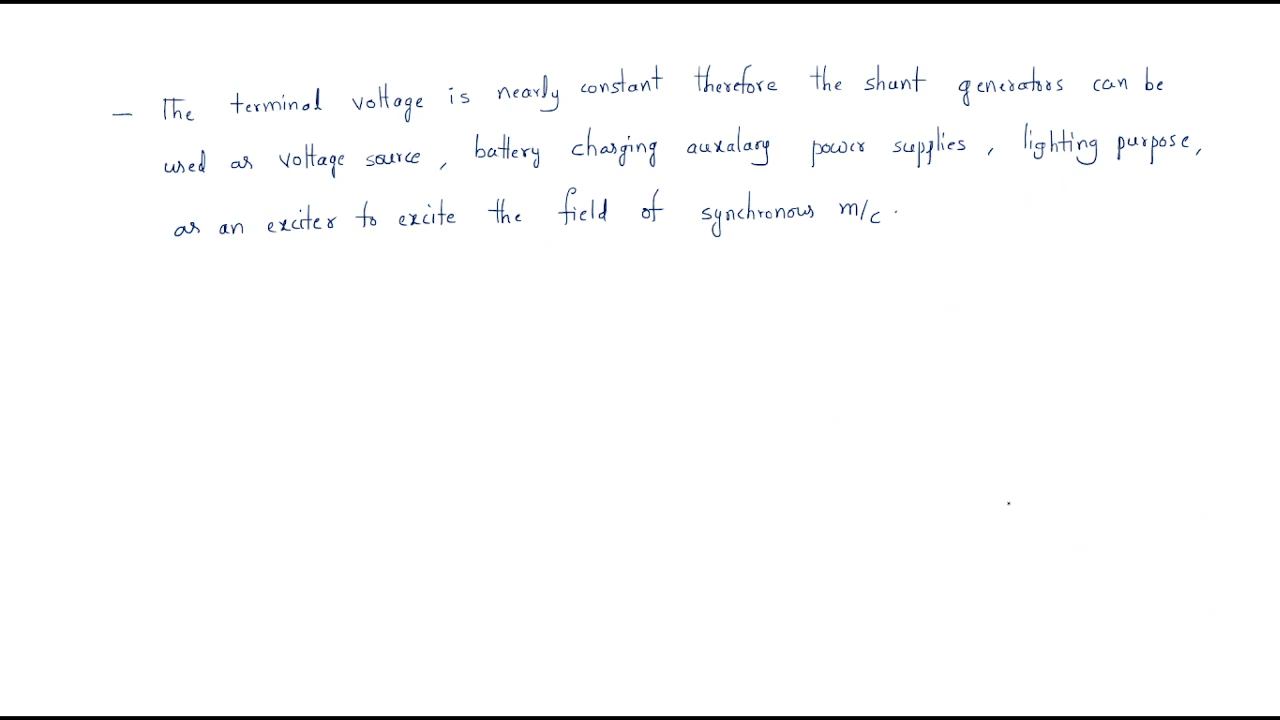 — The terminal voltage is nearly constant therefore the shunt generators can be
used as voltage source, battery charging auxalary power supplies, lighting purpose,
as an exciter to excite the field of synchronous m/c.